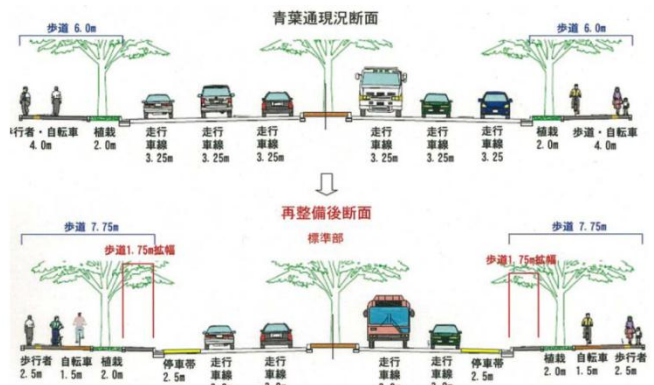 青葉通現況断面
歩道 6.0m
歩道 6.0m
行者・自転車
4.0m
植栽
2.0m
走行
車線
3.25m
走行
車線
3.25m
走行
車線
3.25m
走行
車線
3.25m
走行
車線
3.25m
走行
車線
3.25
植栽
2.0m
歩道・自転車
4.0m
再整備後断面
標準部
歩道 7.75m
歩道 7.75m
歩道1.75m拡幅
歩道1.75m拡幅
歩行者
2.5m
自転車
1.5m
植栽
2.0m
停車帯
2.5m
走行
車線
走行
車線
走行
車線
走行
車線
停車帯
2.5m
植栽
2.0m
自転車
1.5m
歩行者
2.5m